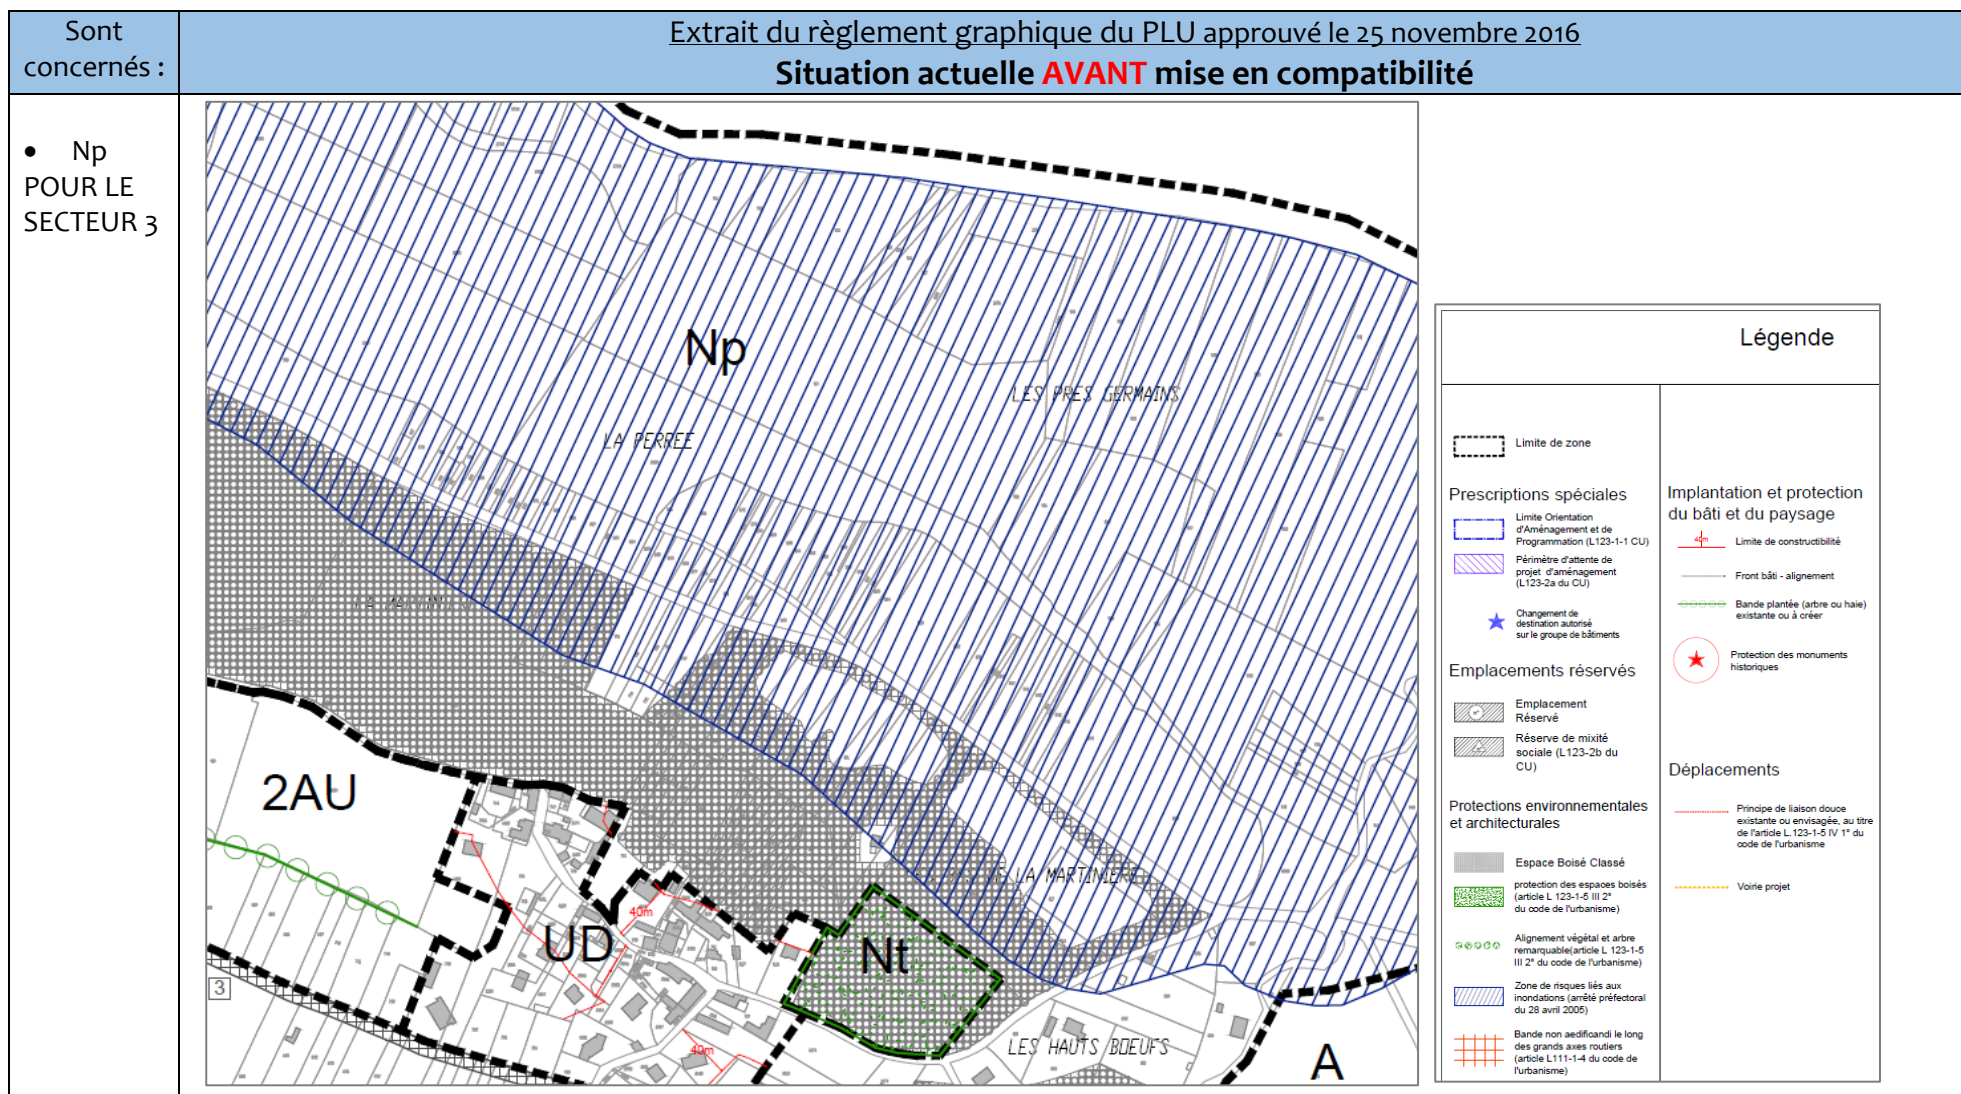 Sont
concernés :
Extrait du règlement graphique du PLU approuvé le 25 novembre 2016
Situation actuelle AVANT mise en compatibilité
• Np
POUR LE
SECTEUR 3
Np
LES PRES GERMAINS
LA PERREE
2AU
DE LA MARTINIERE
40m
UD
Nt
3
40m
LES HAUTS BOEUFS
A
Légende
Limite de zone
Prescriptions spéciales
Limite Orientation
d'Aménagement et de
Programmation (L123-1-1 CU)
Périmètre d'attente de
projet d'aménagement
(L123-2a du CU)
Changement de
destination autorisé
sur le groupe de bâtiments
Emplacements réservés
Emplacement
Réservé
Réserve de mixité
sociale (L123-2b du
CU)
Protections environnementales
et architecturales
Espace Boisé Classé
protection des espaces boisés
(article L 123-1-5 III 2°
du code de l'urbanisme)
Alignement végétal et arbre
remarquable(article L 123-1-5
III 2° du code de l'urbanisme)
Zone de risques liés aux
inondations (arrêté préfectoral
du 28 avril 2005)
Bande non aedificandi le long
des grands axes routiers
(article L111-1-4 du code de
l'urbanisme)
Implantation et protection
du bâti et du paysage
40m
Limite de constructibilité
Front bâti - alignement
Bande plantée (arbre ou haie)
existante ou à créer
Protection des monuments
historiques
Déplacements
Principe de liaison douce
existante ou envisagée, au titre
de l'article L.123-1-5 IV 1° du
code de l'urbanisme
Voirie projet